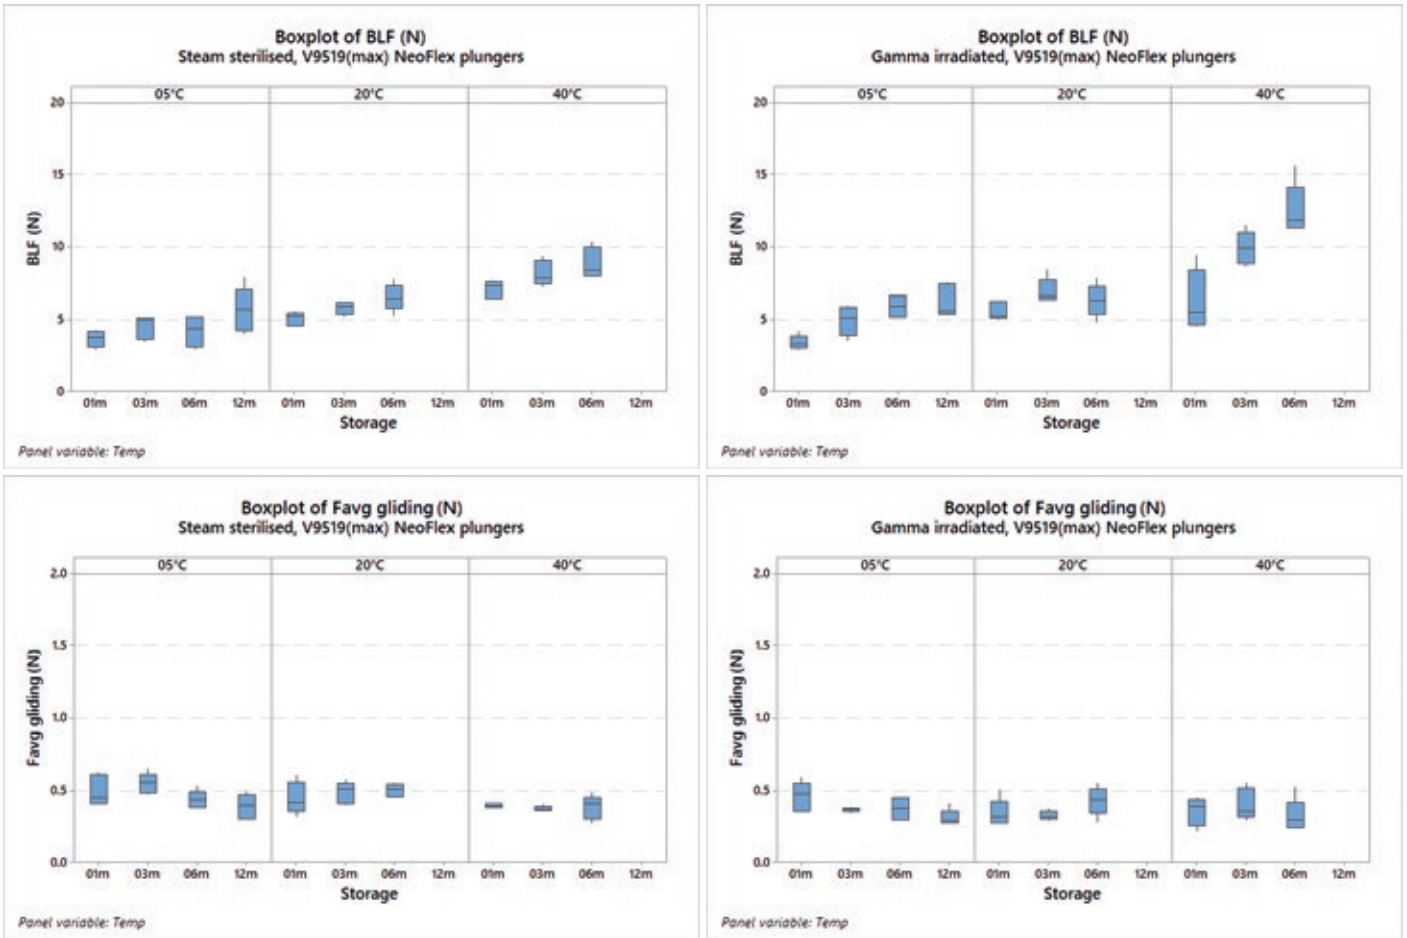 Boxplot of BLF (N)
Steam sterilised, V9519(max) NeoFlex plungers
05°C 20°C 40°C
20
15
10
5
0
BLF (N)
01m 03m 06m 12m 01m 03m 06m 12m 01m 03m 06m 12m
Storage
Panel variable: Temp
Boxplot of BLF (N)
Gamma irradiated, V9519(max) NeoFlex plungers
05°C 20°C 40°C
20
15
10
5
0
BLF (N)
01m 03m 06m 12m 01m 03m 06m 12m 01m 03m 06m 12m
Storage
Panel variable: Temp
Boxplot of Favg gliding (N)
Steam sterilised, V9519(max) NeoFlex plungers
05°C 20°C 40°C
2.0
1.5
1.0
0.5
0.0
Favg gliding (N)
01m 03m 06m 12m 01m 03m 06m 12m 01m 03m 06m 12m
Storage
Panel variable: Temp
Boxplot of Favg gliding (N)
Gamma irradiated, V9519(max) NeoFlex plungers
05°C 20°C 40°C
2.0
1.5
1.0
0.5
0.0
Favg gliding (N)
01m 03m 06m 12m 01m 03m 06m 12m 01m 03m 06m 12m
Storage
Panel variable: Temp